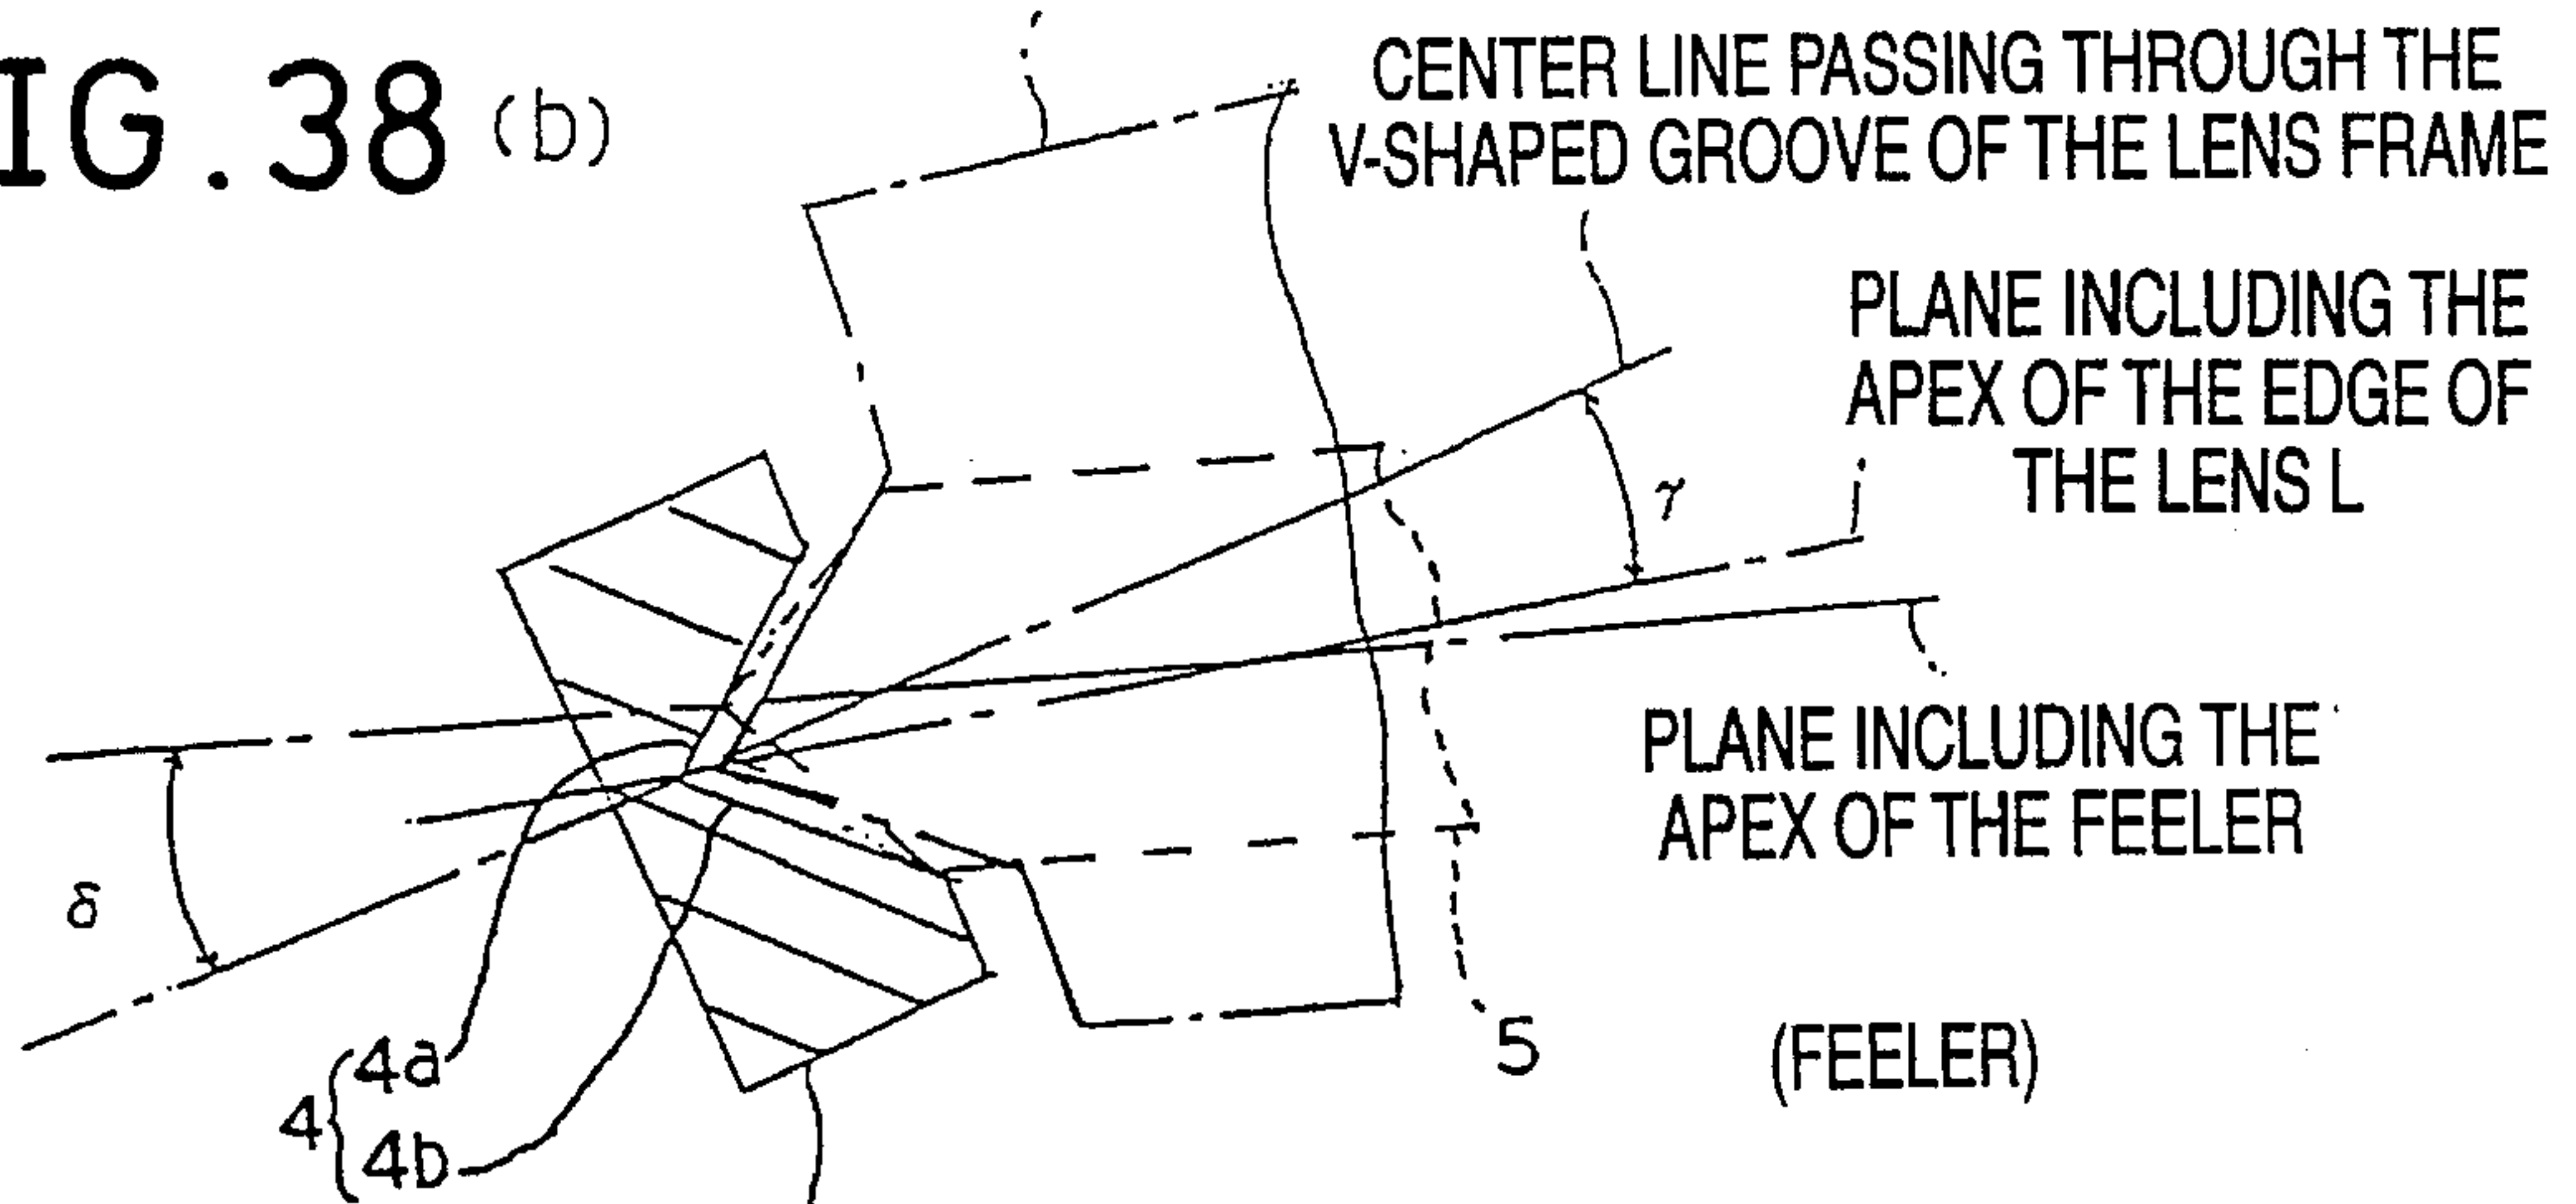 IG.38 (b)
CENTER LINE PASSING THROUGH THE
V-SHAPED GROOVE OF THE LENS FRAME
PLANE INCLUDING THE
APEX OF THE EDGE OF
THE LENS L
γ
PLANE INCLUDING THE
APEX OF THE FEELER
δ
5
(FEELER)
4 { 4a
4b